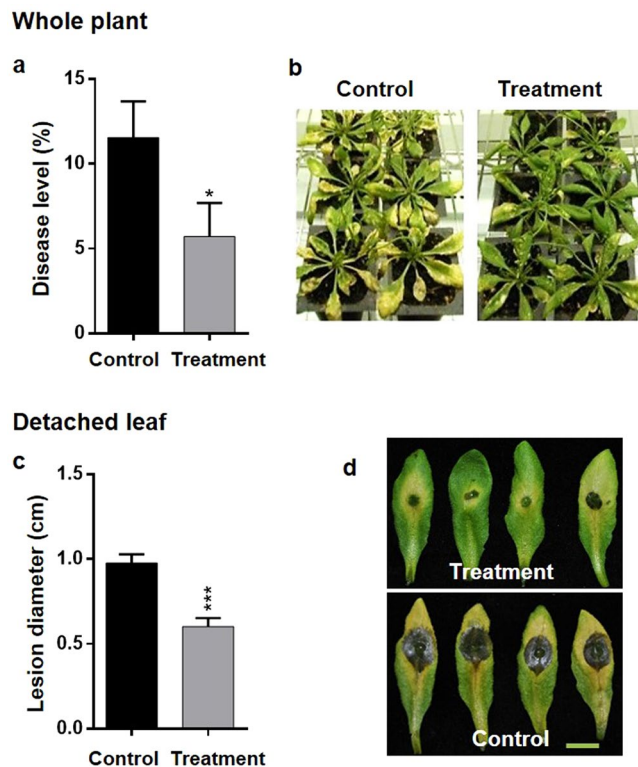 Whole plant
a
b
Control
Treatment
Disease level (%)
15
10
5
0
*
Control
Treatment
Detached leaf
c
d
Lesion diameter (cm)
1.5
1.0
0.5
0.0
***
Control
Treatment
Treatment
Control